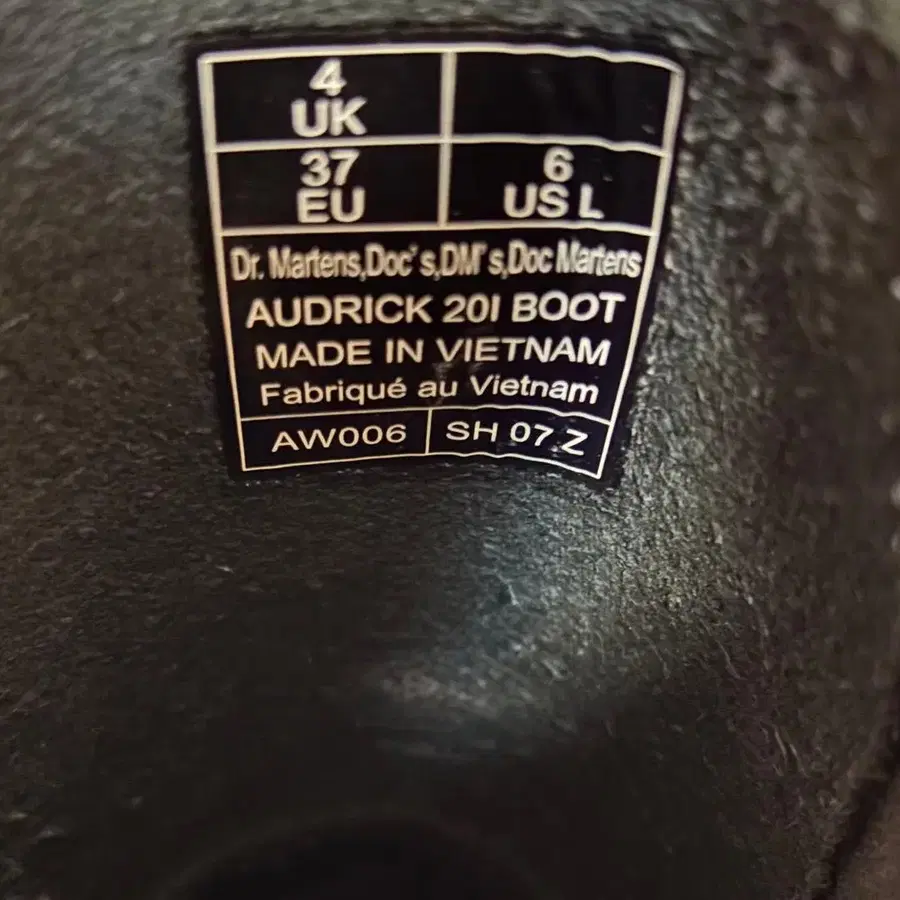 4
UK
37
EU
6
US L
Dr. Martens,Doc's,DM's,Doc Martens
AUDRICK 20I BOOT
MADE IN VIETNAM
Fabriqué au Vietnam
AW006
SH 07 Z